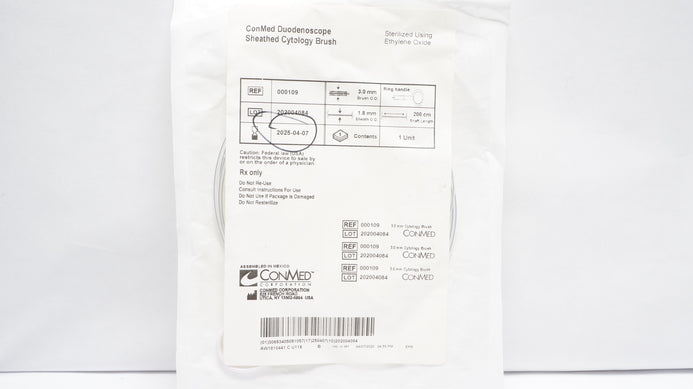 ConMed Duodenoscope
Sheathed Cytology Brush
Sterilized Using
Ethylene Oxide
REF 000109 3.0 mm Ring handle
Brush O.D.
LOT 202004084 1.8 mm 200 cm
Sheath O.D. Shaft Length
2025-04-07 1 Contents 1 Unit
Caution: Federal law (USA)
restricts this device to sale by
or on the order of a physician.
Rx only
Do Not Re-Use
Consult Instructions For Use
Do Not Use if Package is Damaged
Do Not Resterilize
REF 000109 3.0 mm Cytology Brush
LOT 202004084 CONMED
REF 000109 3.0 mm Cytology Brush
LOT 202004084 CONMED
REF 000109 3.0 mm Cytology Brush
LOT 202004084 CONMED
ASSEMBLED IN MEXICO
CONMED™
CORPORATION
CONMED CORPORATION
525 FRENCH ROAD
UTICA, NY 13502-5994 USA